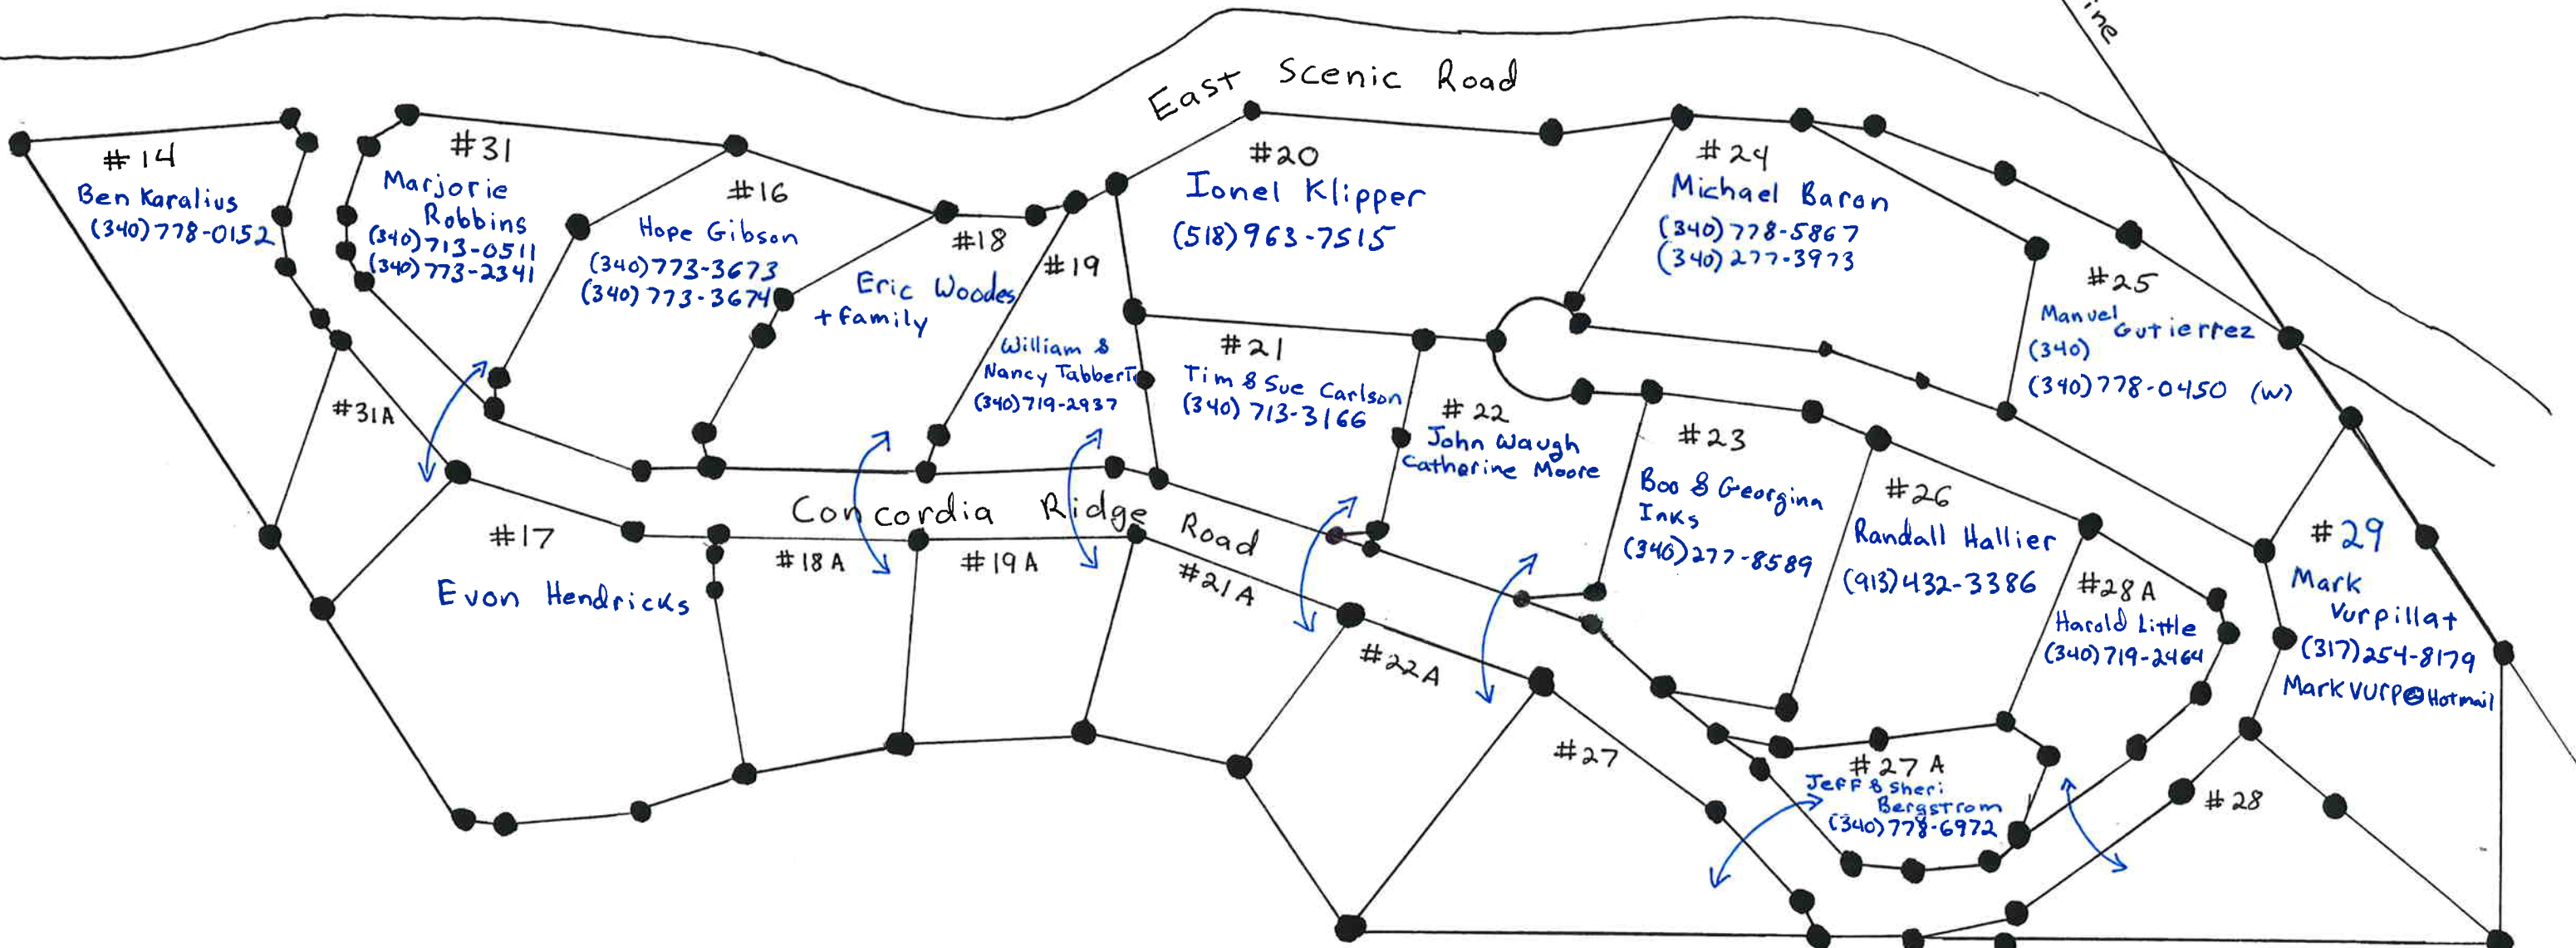 ine
East Scenic Road
#14
Ben Karalius
(340)778-0152
#31
Marjorie
Robbins
(340)713-0511
(340)773-2341
#16
Hope Gibson
(340)773-3673
(340)773-3674
#18
Eric Woodes
+ family
#19
William &
Nancy Tabbert
(340)719-2937
#20
Ionel Klipper
(518)963-7515
#24
Michael Baron
(340)778-5867
(340)277-3973
#25
Manuel
Gutierrez
(340)
(340)778-0450 (w)
#21
Tim & Sue Carlson
(340)713-3166
#22
John Waugh
Catherine Moore
#23
Boo & Georgina
Inks
(340)277-8589
#26
Randall Hallier
(913)432-3386
#28A
Harold Little
(340)719-2464
#29
Mark
Vurpillat
(317)254-8179
Markvurp@Hotmail
#31A
Concordia Ridge Road
#17
Evon Hendricks
#18A
#19A
#21A
#22A
#27
#27A
Jeff & Sheri
Bergstrom
(340)778-6972
#28